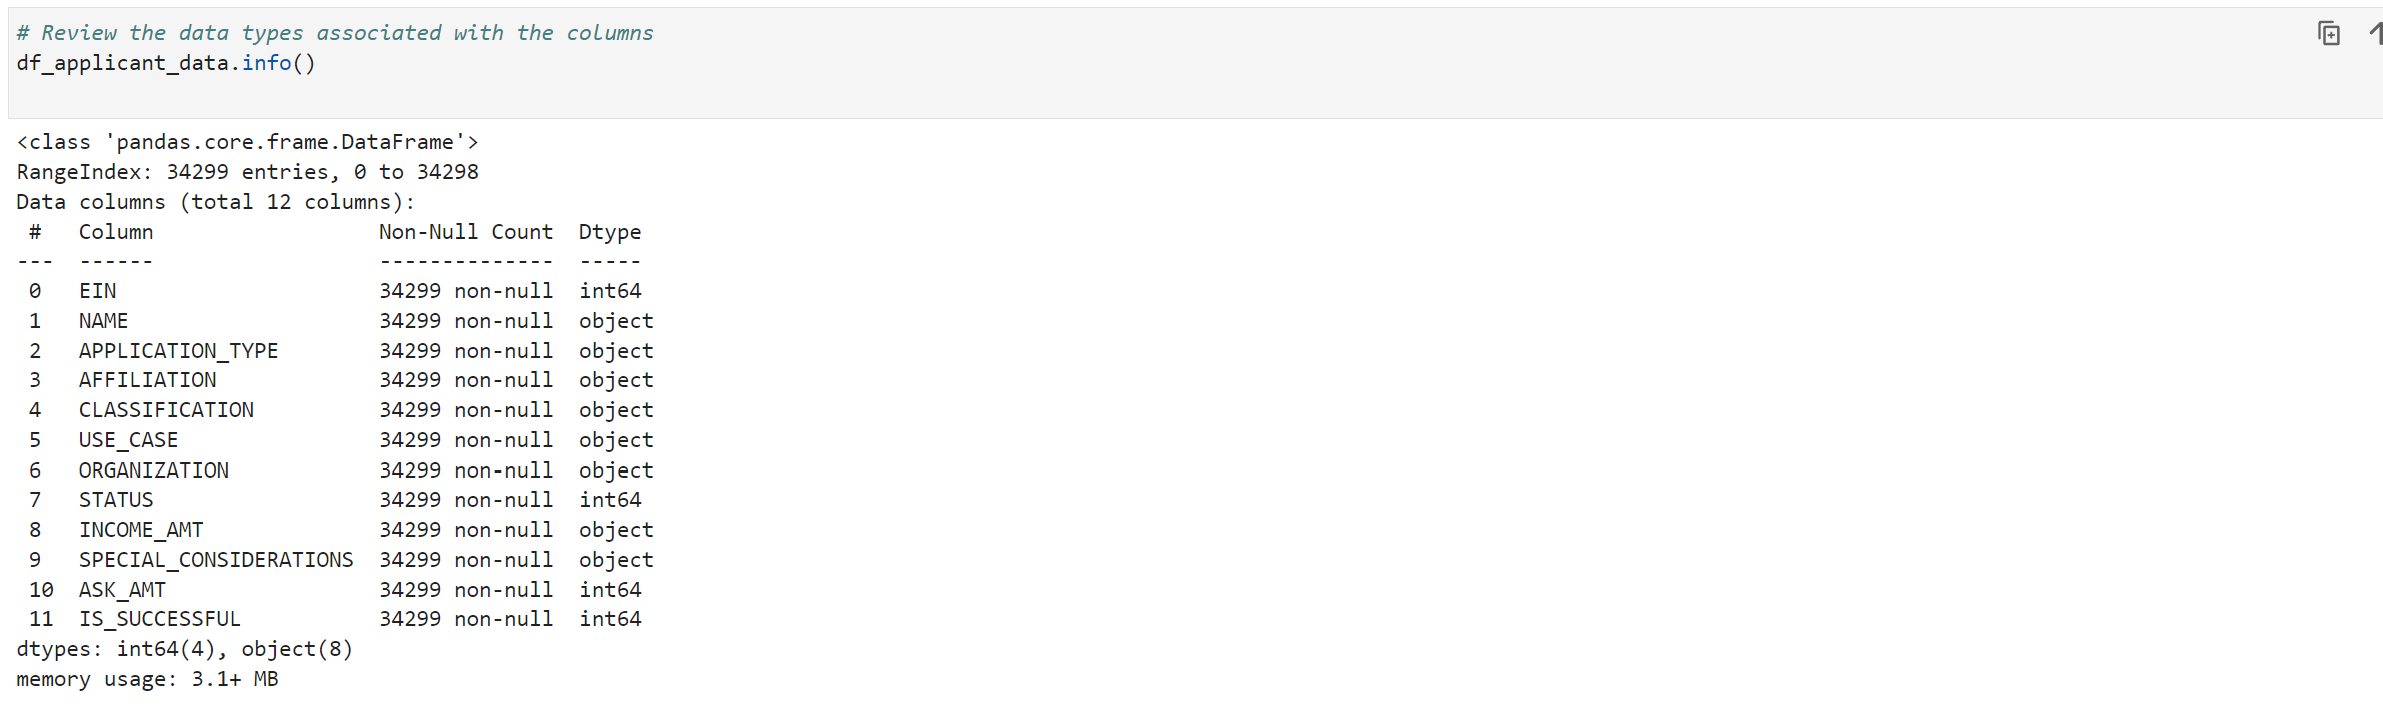 # Review the data types associated with the columns
df_applicant_data.info()
<class 'pandas.core.frame.DataFrame'>
RangeIndex: 34299 entries, 0 to 34298
Data columns (total 12 columns):
 #   Column                  Non-Null Count  Dtype
---  ------                  --------------  -----
 0   EIN                     34299 non-null  int64
 1   NAME                    34299 non-null  object
 2   APPLICATION_TYPE        34299 non-null  object
 3   AFFILIATION             34299 non-null  object
 4   CLASSIFICATION          34299 non-null  object
 5   USE_CASE                34299 non-null  object
 6   ORGANIZATION            34299 non-null  object
 7   STATUS                  34299 non-null  int64
 8   INCOME_AMT              34299 non-null  object
 9   SPECIAL_CONSIDERATIONS  34299 non-null  object
 10  ASK_AMT                 34299 non-null  int64
 11  IS_SUCCESSFUL           34299 non-null  int64
dtypes: int64(4), object(8)
memory usage: 3.1+ MB